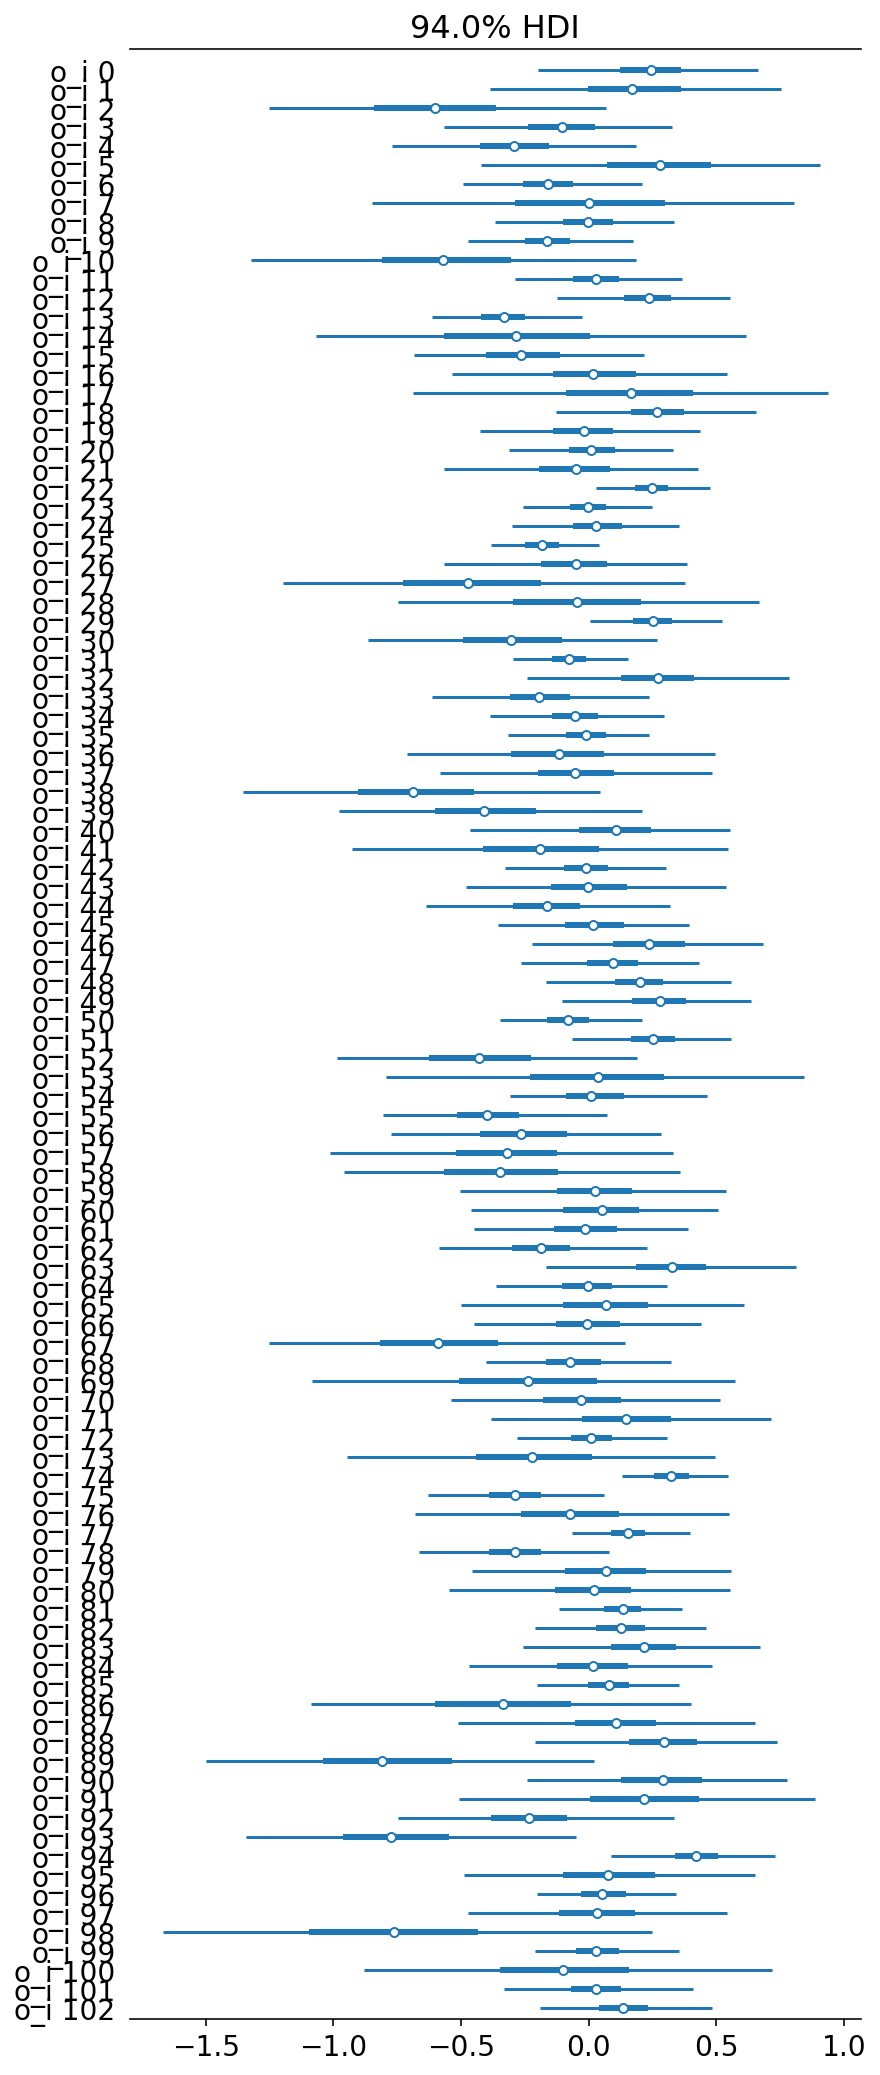 94.0% HDI
o_i 0
o_i 1
o_i 2
o_i 3
o_i 4
o_i 5
o_i 6
o_i 7
o_i 8
o_i 9
o_i 10
o_i 11
o_i 12
o_i 13
o_i 14
o_i 15
o_i 16
o_i 17
o_i 18
o_i 19
o_i 20
o_i 21
o_i 22
o_i 23
o_i 24
o_i 25
o_i 26
o_i 27
o_i 28
o_i 29
o_i 30
o_i 31
o_i 32
o_i 33
o_i 34
o_i 35
o_i 36
o_i 37
o_i 38
o_i 39
o_i 40
o_i 41
o_i 42
o_i 43
o_i 44
o_i 45
o_i 46
o_i 47
o_i 48
o_i 49
o_i 50
o_i 51
o_i 52
o_i 53
o_i 54
o_i 55
o_i 56
o_i 57
o_i 58
o_i 59
o_i 60
o_i 61
o_i 62
o_i 63
o_i 64
o_i 65
o_i 66
o_i 67
o_i 68
o_i 69
o_i 70
o_i 71
o_i 72
o_i 73
o_i 74
o_i 75
o_i 76
o_i 77
o_i 78
o_i 79
o_i 80
o_i 81
o_i 82
o_i 83
o_i 84
o_i 85
o_i 86
o_i 87
o_i 88
o_i 89
o_i 90
o_i 91
o_i 92
o_i 93
o_i 94
o_i 95
o_i 96
o_i 97
o_i 98
o_i 99
o_i 100
o_i 101
o_i 102
−1.5 −1.0 −0.5 0.0 0.5 1.0